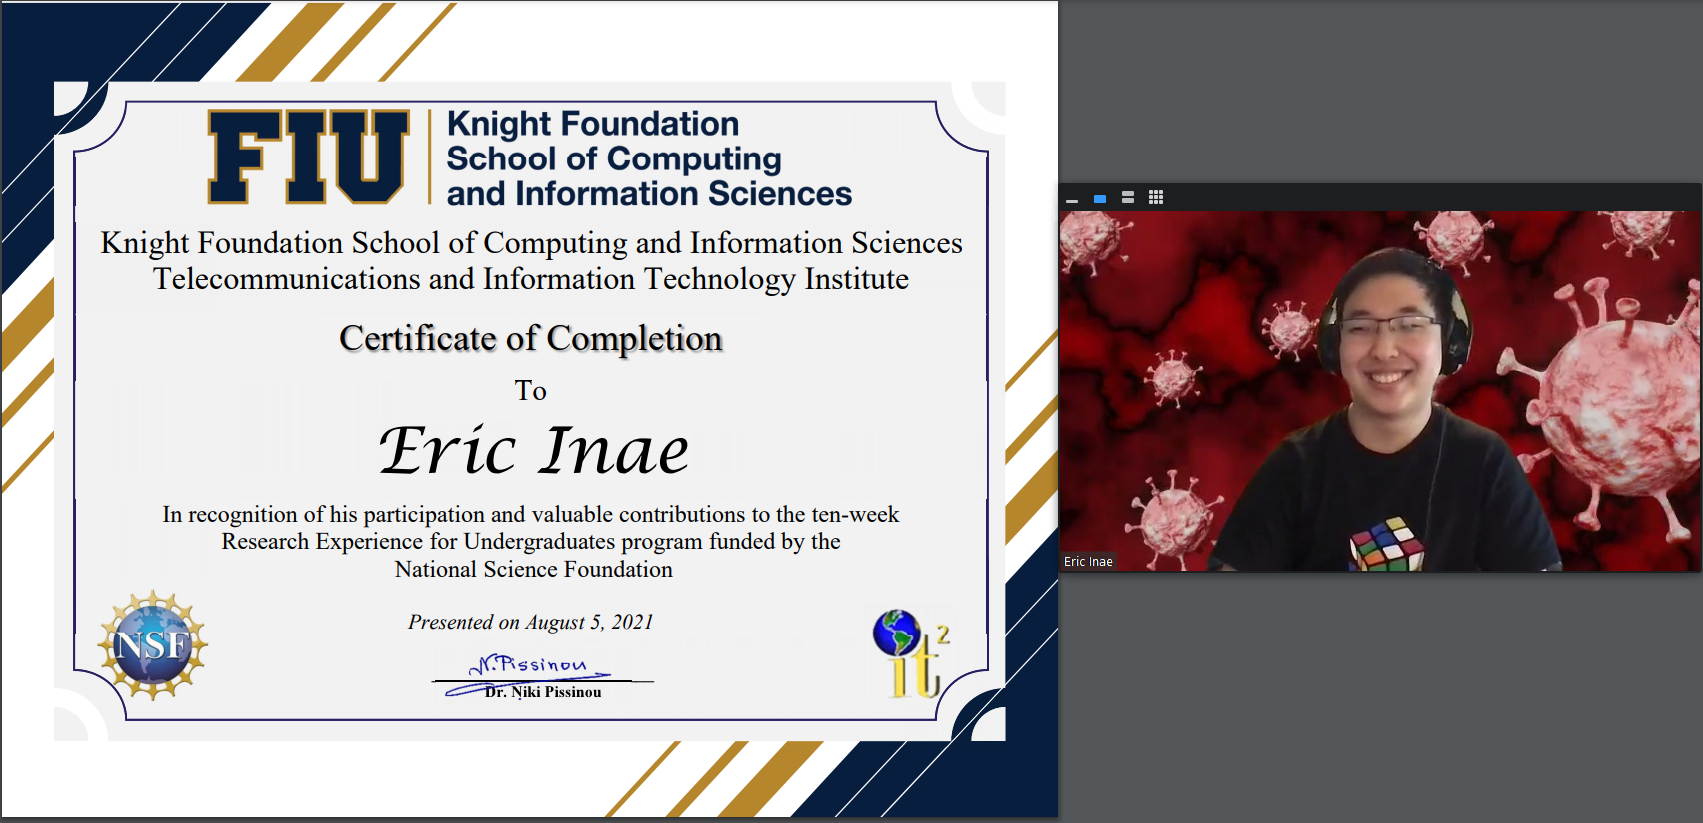 FIU
Knight Foundation
School of Computing
and Information Sciences
Knight Foundation School of Computing and Information Sciences
Telecommunications and Information Technology Institute
Certificate of Completion
To
Eric Inae
In recognition of his participation and valuable contributions to the ten-week
Research Experience for Undergraduates program funded by the
National Science Foundation
Presented on August 5, 2021
N.Pissinou
Dr. Niki Pissinou
NSF
it2
Eric Inae